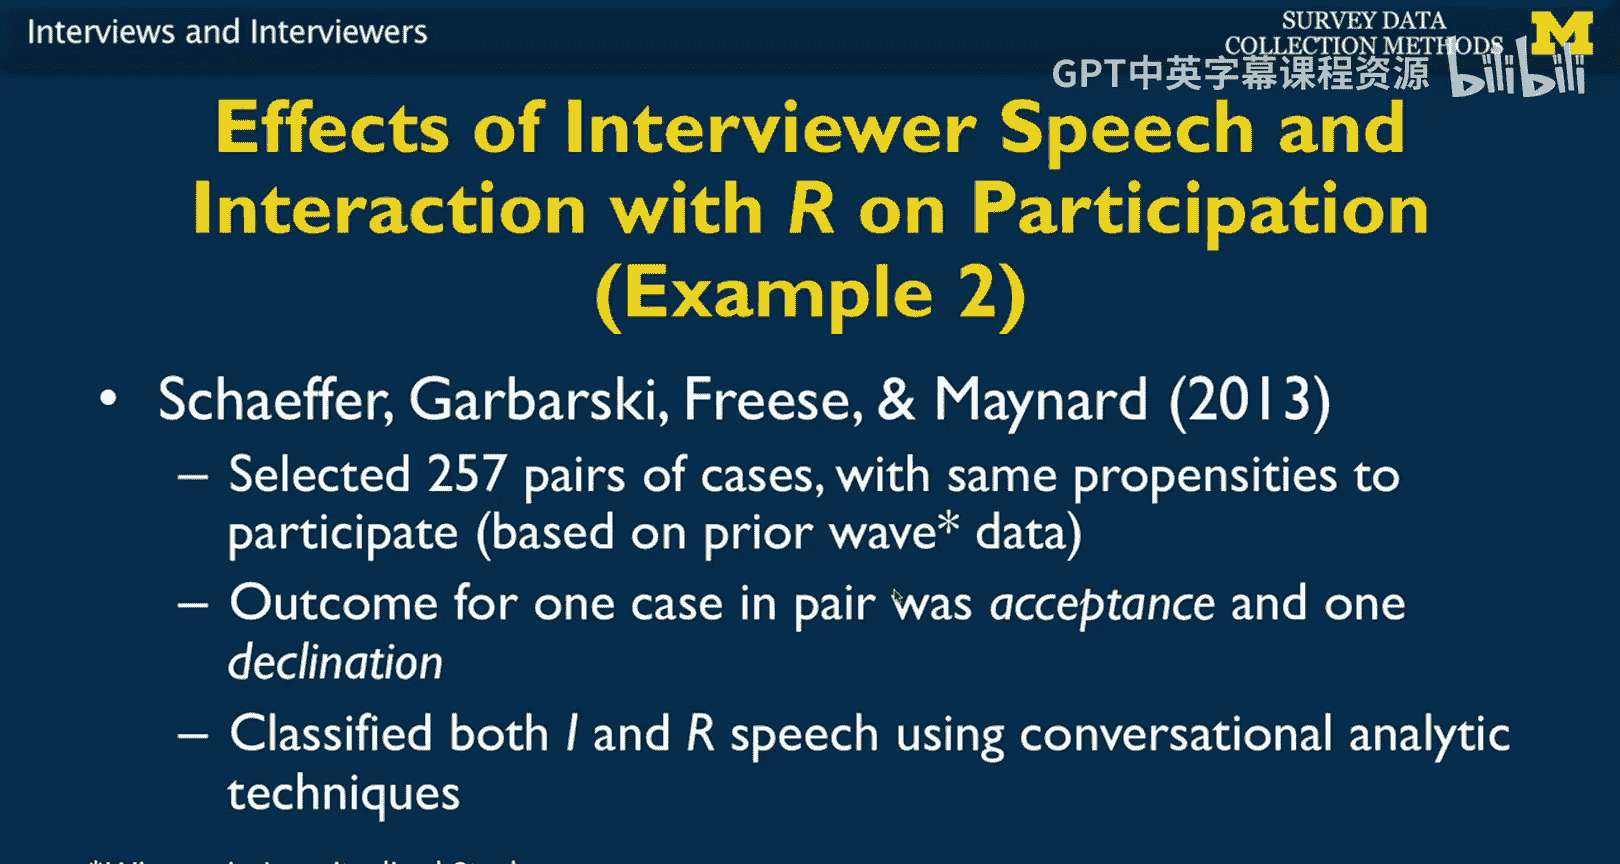 Interviews and Interviewers
SURVEY DATA
COLLECTION METHODS
M
GPT中英字幕课程资源 bilibili
Effects of Interviewer Speech and
Interaction with R on Participation
(Example 2)
• Schaeffer, Garbarski, Freese, & Maynard (2013)
– Selected 257 pairs of cases, with same propensities to
participate (based on prior wave* data)
– Outcome for one case in pair was acceptance and one
declination
– Classified both I and R speech using conversational analytic
techniques